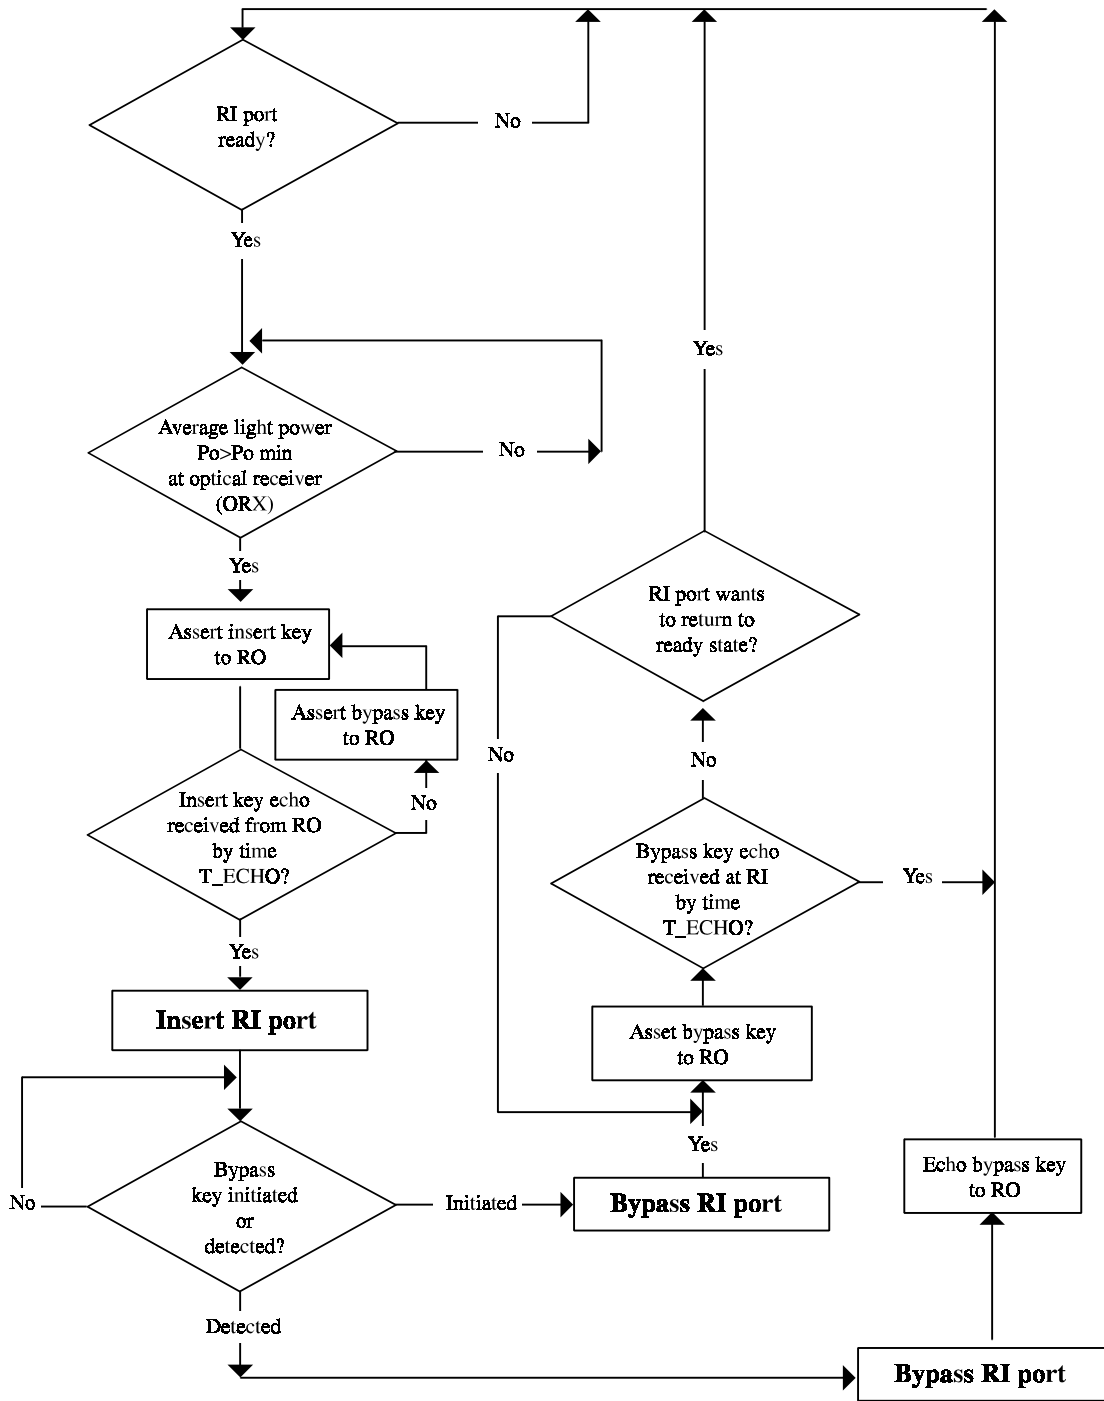 RI port
ready?
No
Yes
Yes
Average light power
Po>Po min
at optical receiver
(ORX)
No
Yes
Assert insert key
to RO
Assert bypass key
to RO
RI port wants
to return to
ready state?
No
No
Insert key echo
received from RO
by time
T_ECHO?
No
Bypass key echo
received at RI
by time
T_ECHO?
Yes
Yes
Insert RI port
Asset bypass key
to RO
Yes
Bypass
key initiated
or
detected?
No
Initiated
Bypass RI port
Echo bypass key
to RO
Detected
Bypass RI port